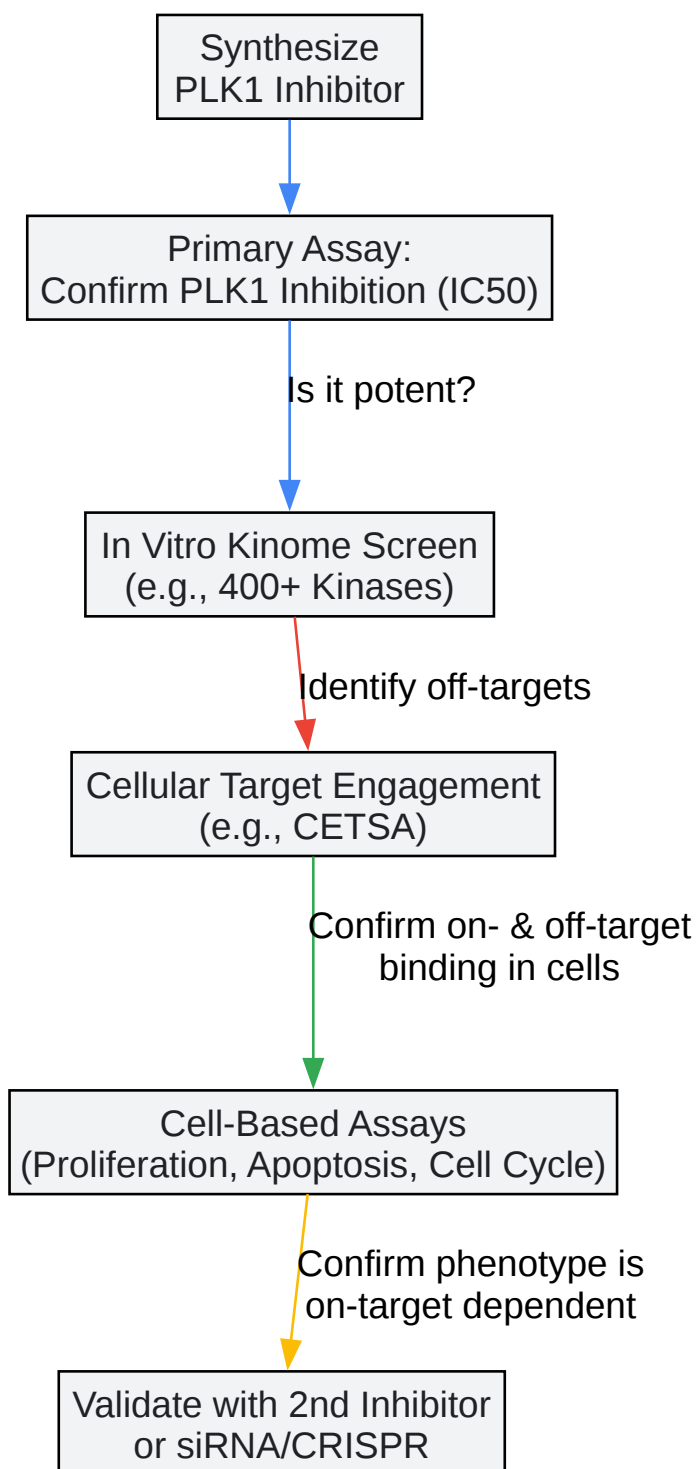 Synthesize
PLK1 Inhibitor
Primary Assay:
Confirm PLK1 Inhibition (IC50)
Is it potent?
In Vitro Kinome Screen
(e.g., 400+ Kinases)
Identify off-targets
Cellular Target Engagement
(e.g., CETSA)
Confirm on- & off-target
binding in cells
Cell-Based Assays
(Proliferation, Apoptosis, Cell Cycle)
Confirm phenotype is
on-target dependent
Validate with 2nd Inhibitor
or siRNA/CRISPR